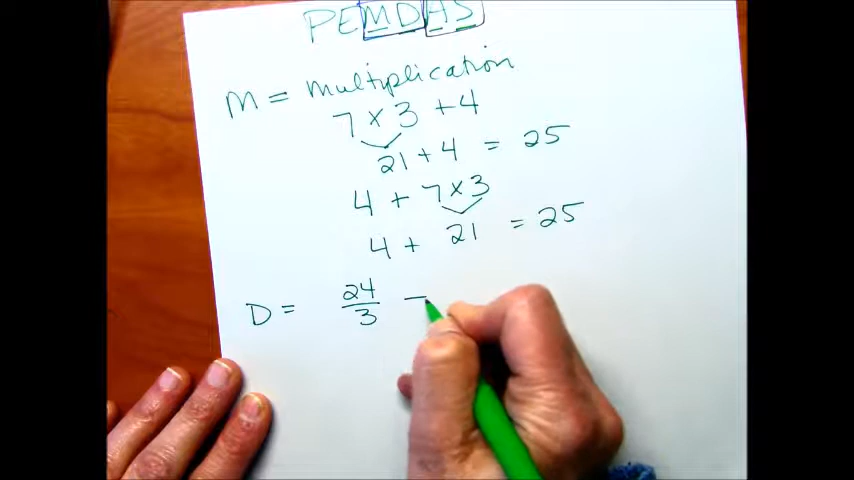 PEMDAS
M = multiplication
7 × 3 + 4
21 + 4 = 25
4 + 7 × 3
4 + 21 = 25
D = 24/3 −